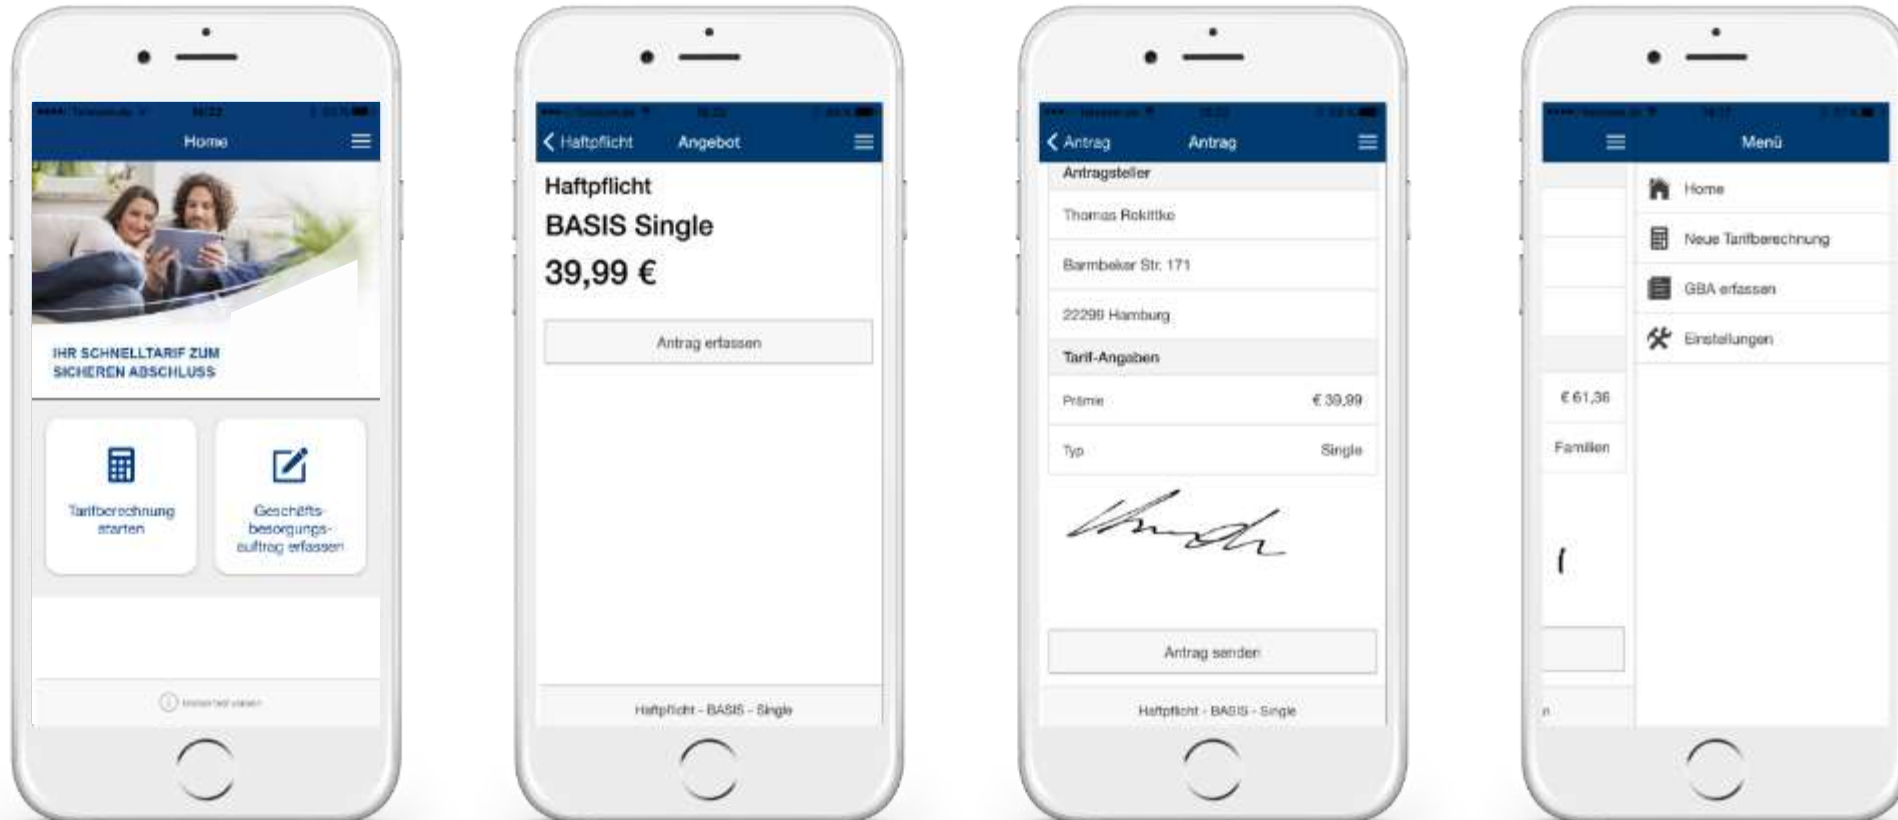 Home
IHR SCHNELLTARIF ZUM
SICHEREN ABSCHLUSS
Tarifberechnung
starten
Geschäfts-
besorgungs-
auftrag erfassen
Haftpflicht
Angebot
Haftpflicht
BASIS Single
39,99 €
Antrag erfassen
Haftpflicht - BASIS - Single
Antrag
Antrag
Antragsteller
Thomas Rokittke
Barmbeker Str. 171
22299 Hamburg
Tarif-Angaben
Prämie
€ 39,99
Typ
Single
Antrag senden
Haftpflicht - BASIS - Single
Menü
Home
Neue Tarifberechnung
GBA erfassen
Einstellungen
€ 61,36
Familien
n